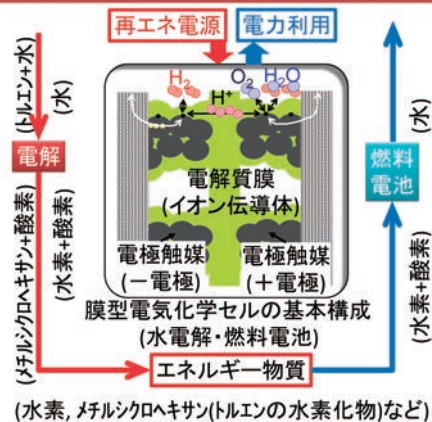 再エネ電源
電力利用
(トルエン+水)
(水)
電解
(メチルシクロヘキサン+酸素)
(水素+酸素)
H₂
O₂
H₂O
H⁺
電解質膜
(イオン伝導体)
電極触媒
(－電極)
電極触媒
(＋電極)
膜型電気化学セルの基本構成
(水電解・燃料電池)
(水)
燃料
電池
(水素+酸素)
エネルギー物質
(水素, メチルシクロヘキサン(トルエンの水素化物)など)